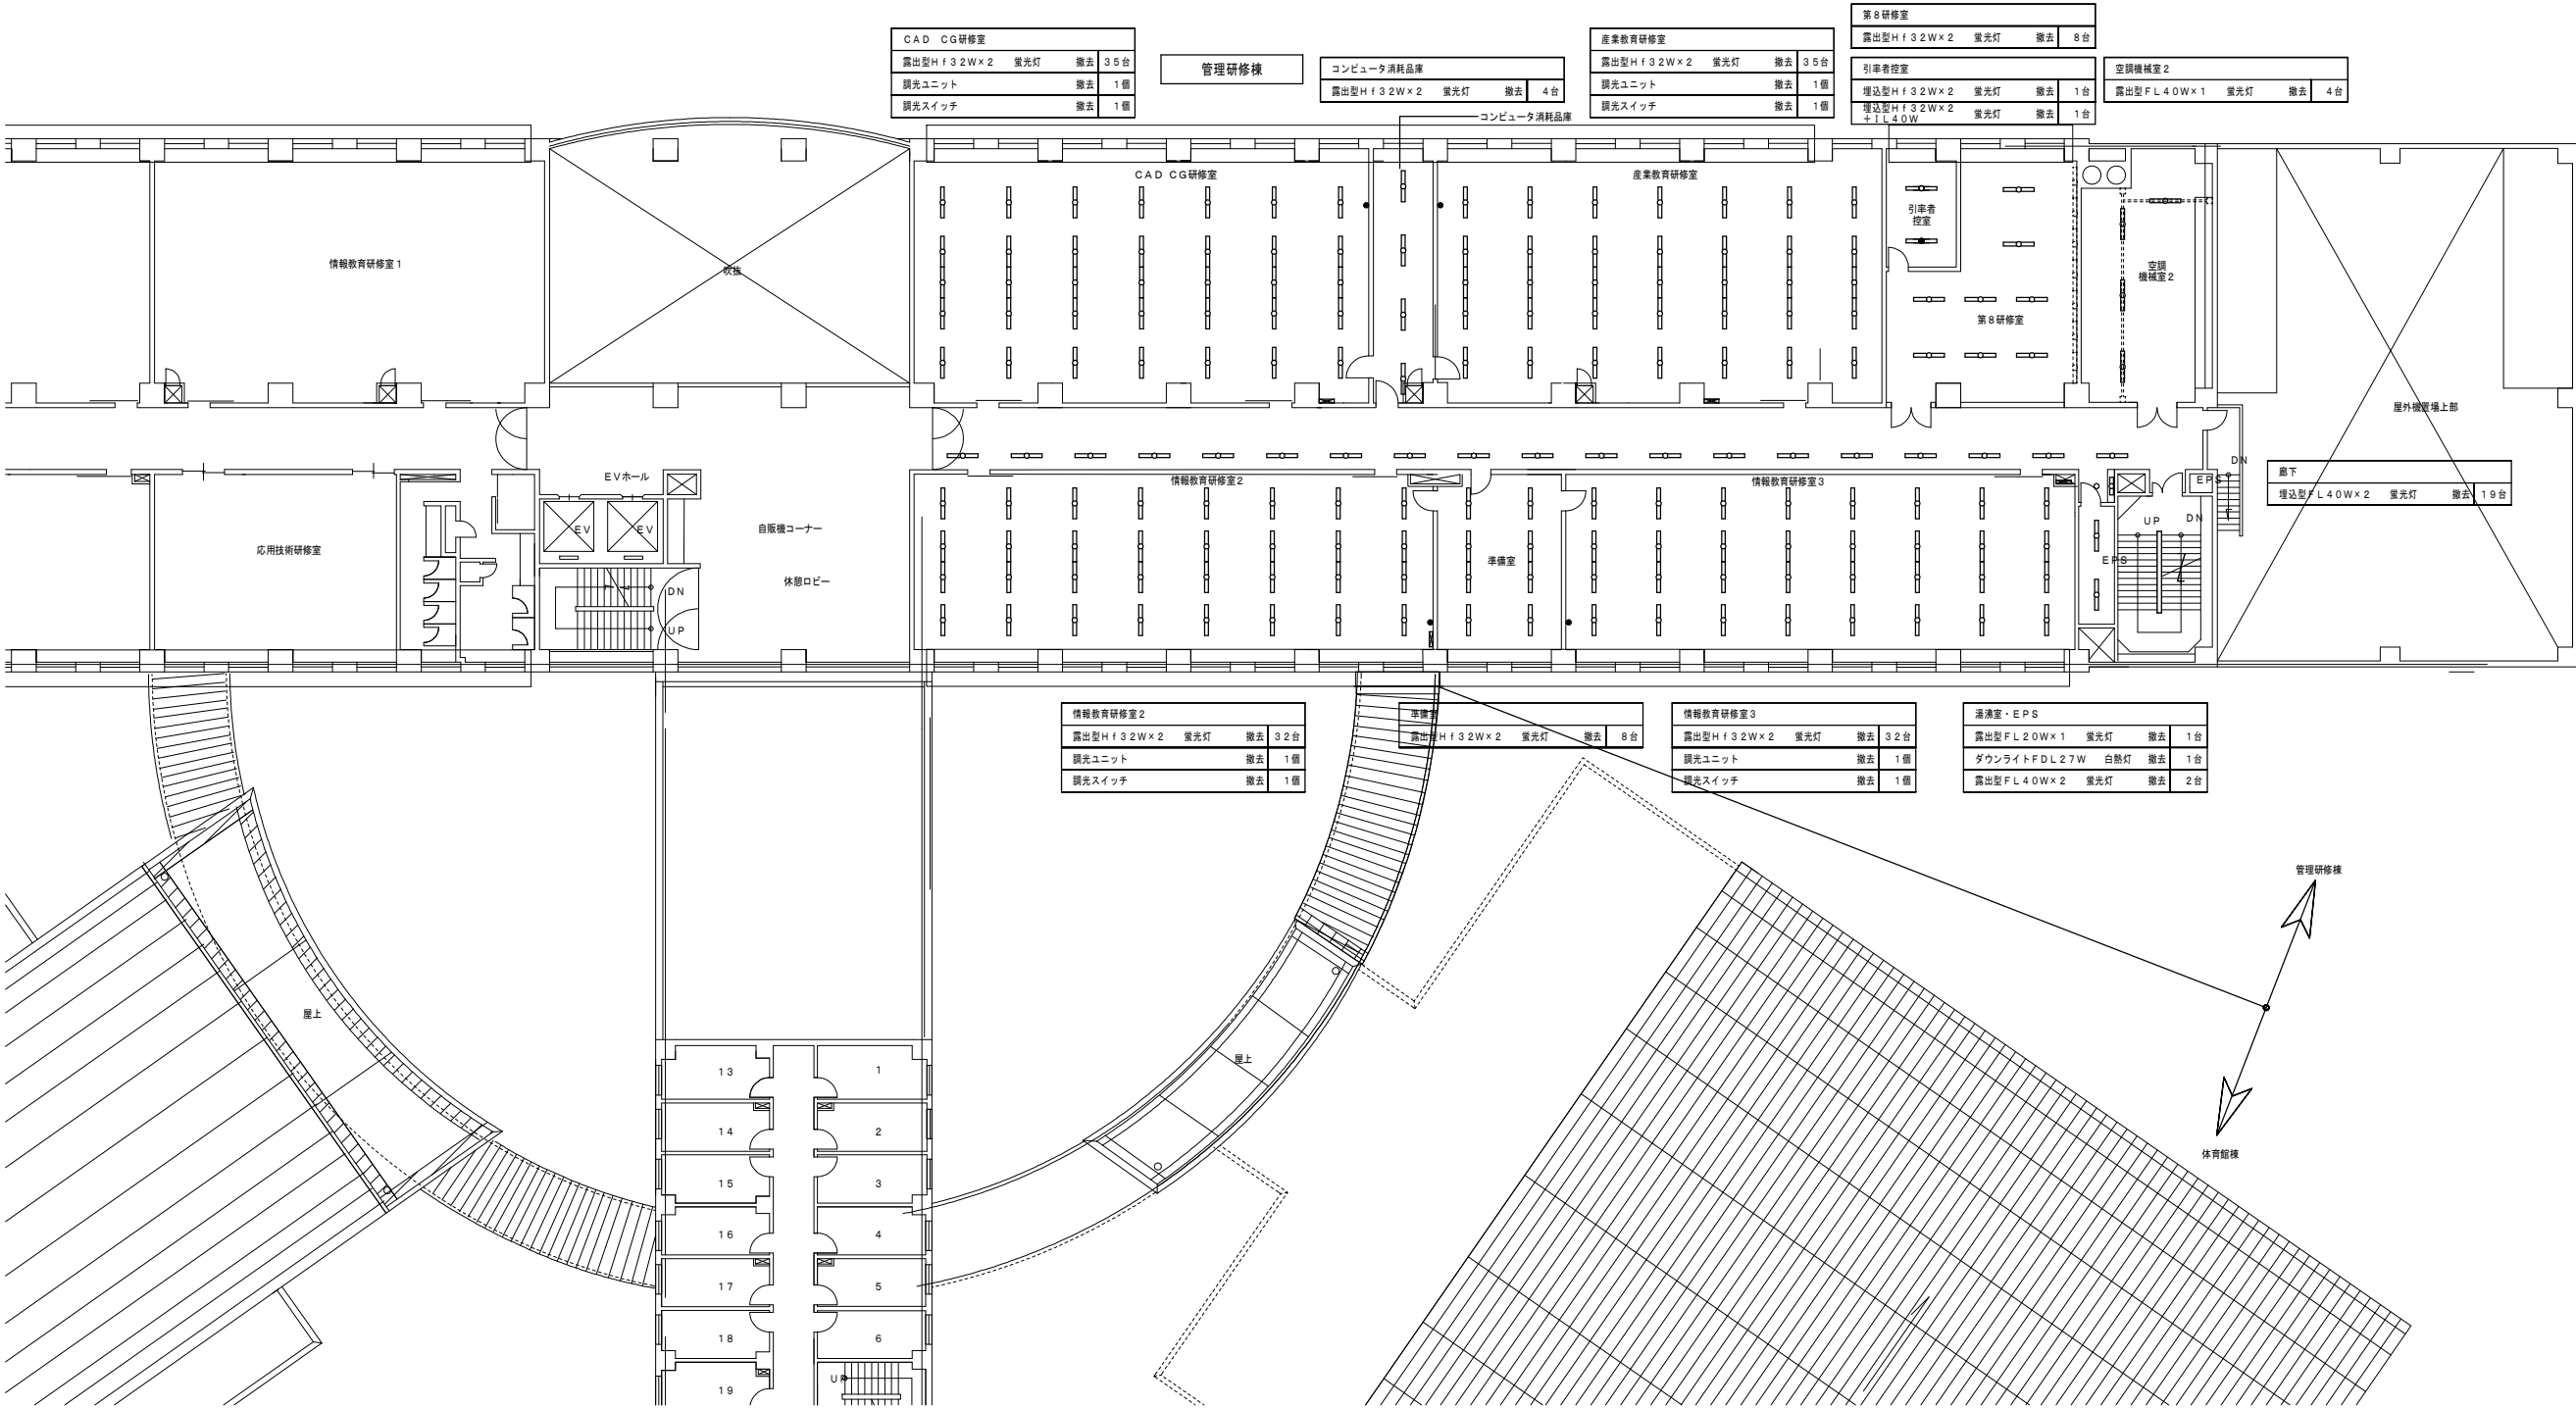 CAD CG研修室
露出型Hf32W×2 蛍光灯 撤去 35台
調光ユニット 撤去 1個
調光スイッチ 撤去 1個
管理研修棟
コンピュータ消耗品庫
露出型Hf32W×2 蛍光灯 撤去 4台
産業教育研修室
露出型Hf32W×2 蛍光灯 撤去 35台
調光ユニット 撤去 1個
調光スイッチ 撤去 1個
第8研修室
露出型Hf32W×2 蛍光灯 撤去 8台
引率者控室
埋込型Hf32W×2 蛍光灯 撤去 1台
埋込型Hf32W×2
+IL40W 蛍光灯 撤去 1台
空調機械室2
露出型FL40W×1 蛍光灯 撤去 4台
コンピュータ消耗品庫
CAD CG研修室
産業教育研修室
引率者
控室
情報教育研修室1
吹抜
空調
機械室2
第8研修室
屋外機置場上部
EVホール
情報教育研修室2
情報教育研修室3
DN
EPS
廊下
埋込型FL40W×2 蛍光灯 撤去 19台
EV
EV
自販機コーナー
UP
DN
応用技術研修室
準備室
EPS
休憩ロビー
DN
UP
情報教育研修室2
露出型Hf32W×2 蛍光灯 撤去 32台
調光ユニット 撤去 1個
調光スイッチ 撤去 1個
準備室
露出型Hf32W×2 蛍光灯 撤去 8台
情報教育研修室3
露出型Hf32W×2 蛍光灯 撤去 32台
調光ユニット 撤去 1個
調光スイッチ 撤去 1個
湯沸室・EPS
露出型FL20W×1 蛍光灯 撤去 1台
ダウンライトFDL27W 白熱灯 撤去 1台
露出型FL40W×2 蛍光灯 撤去 2台
管理研修棟
屋上
屋上
体育館棟
13
1
14
2
15
3
16
4
17
5
18
6
19
UP